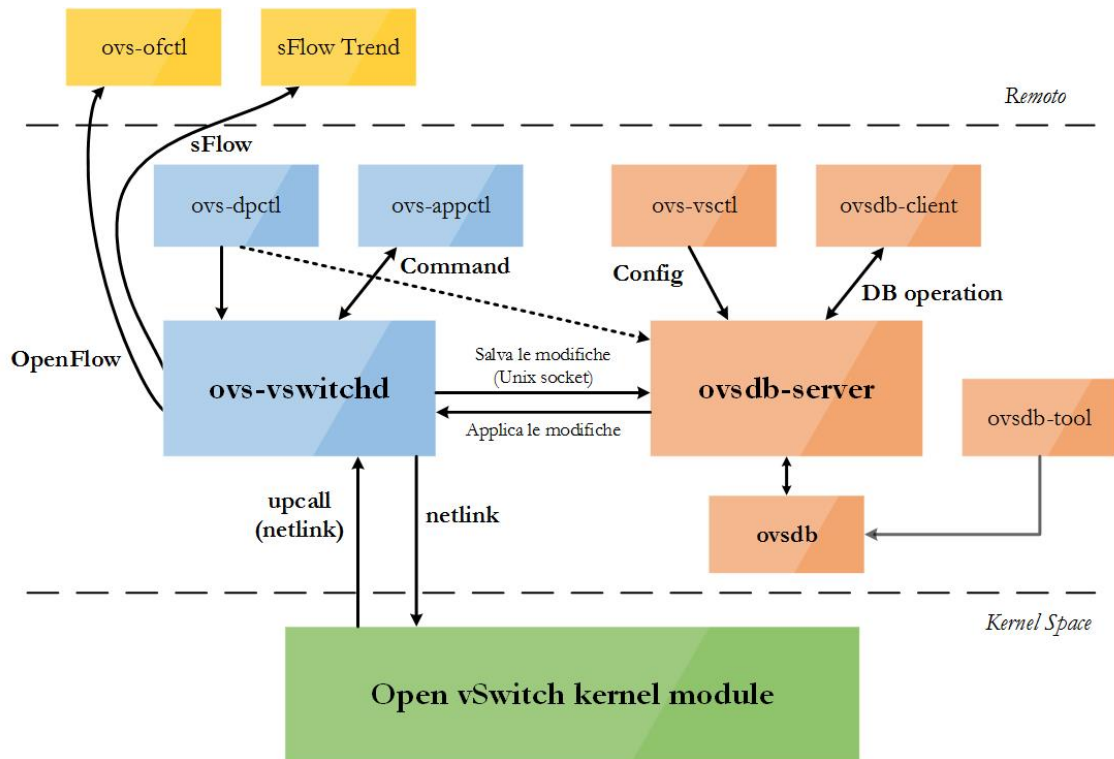 ovs-ofctl
sFlow Trend
Remoto
sFlow
ovs-dpctl
ovs-appctl
ovs-vsctl
ovsdb-client
Command
Config
DB operation
OpenFlow
ovs-vswitchd
Salva le modifiche
(Unix socket)
Applica le modifiche
ovsdb-server
ovsdb-tool
upcall
(netlink)
netlink
ovsdb
Kernel Space
Open vSwitch kernel module